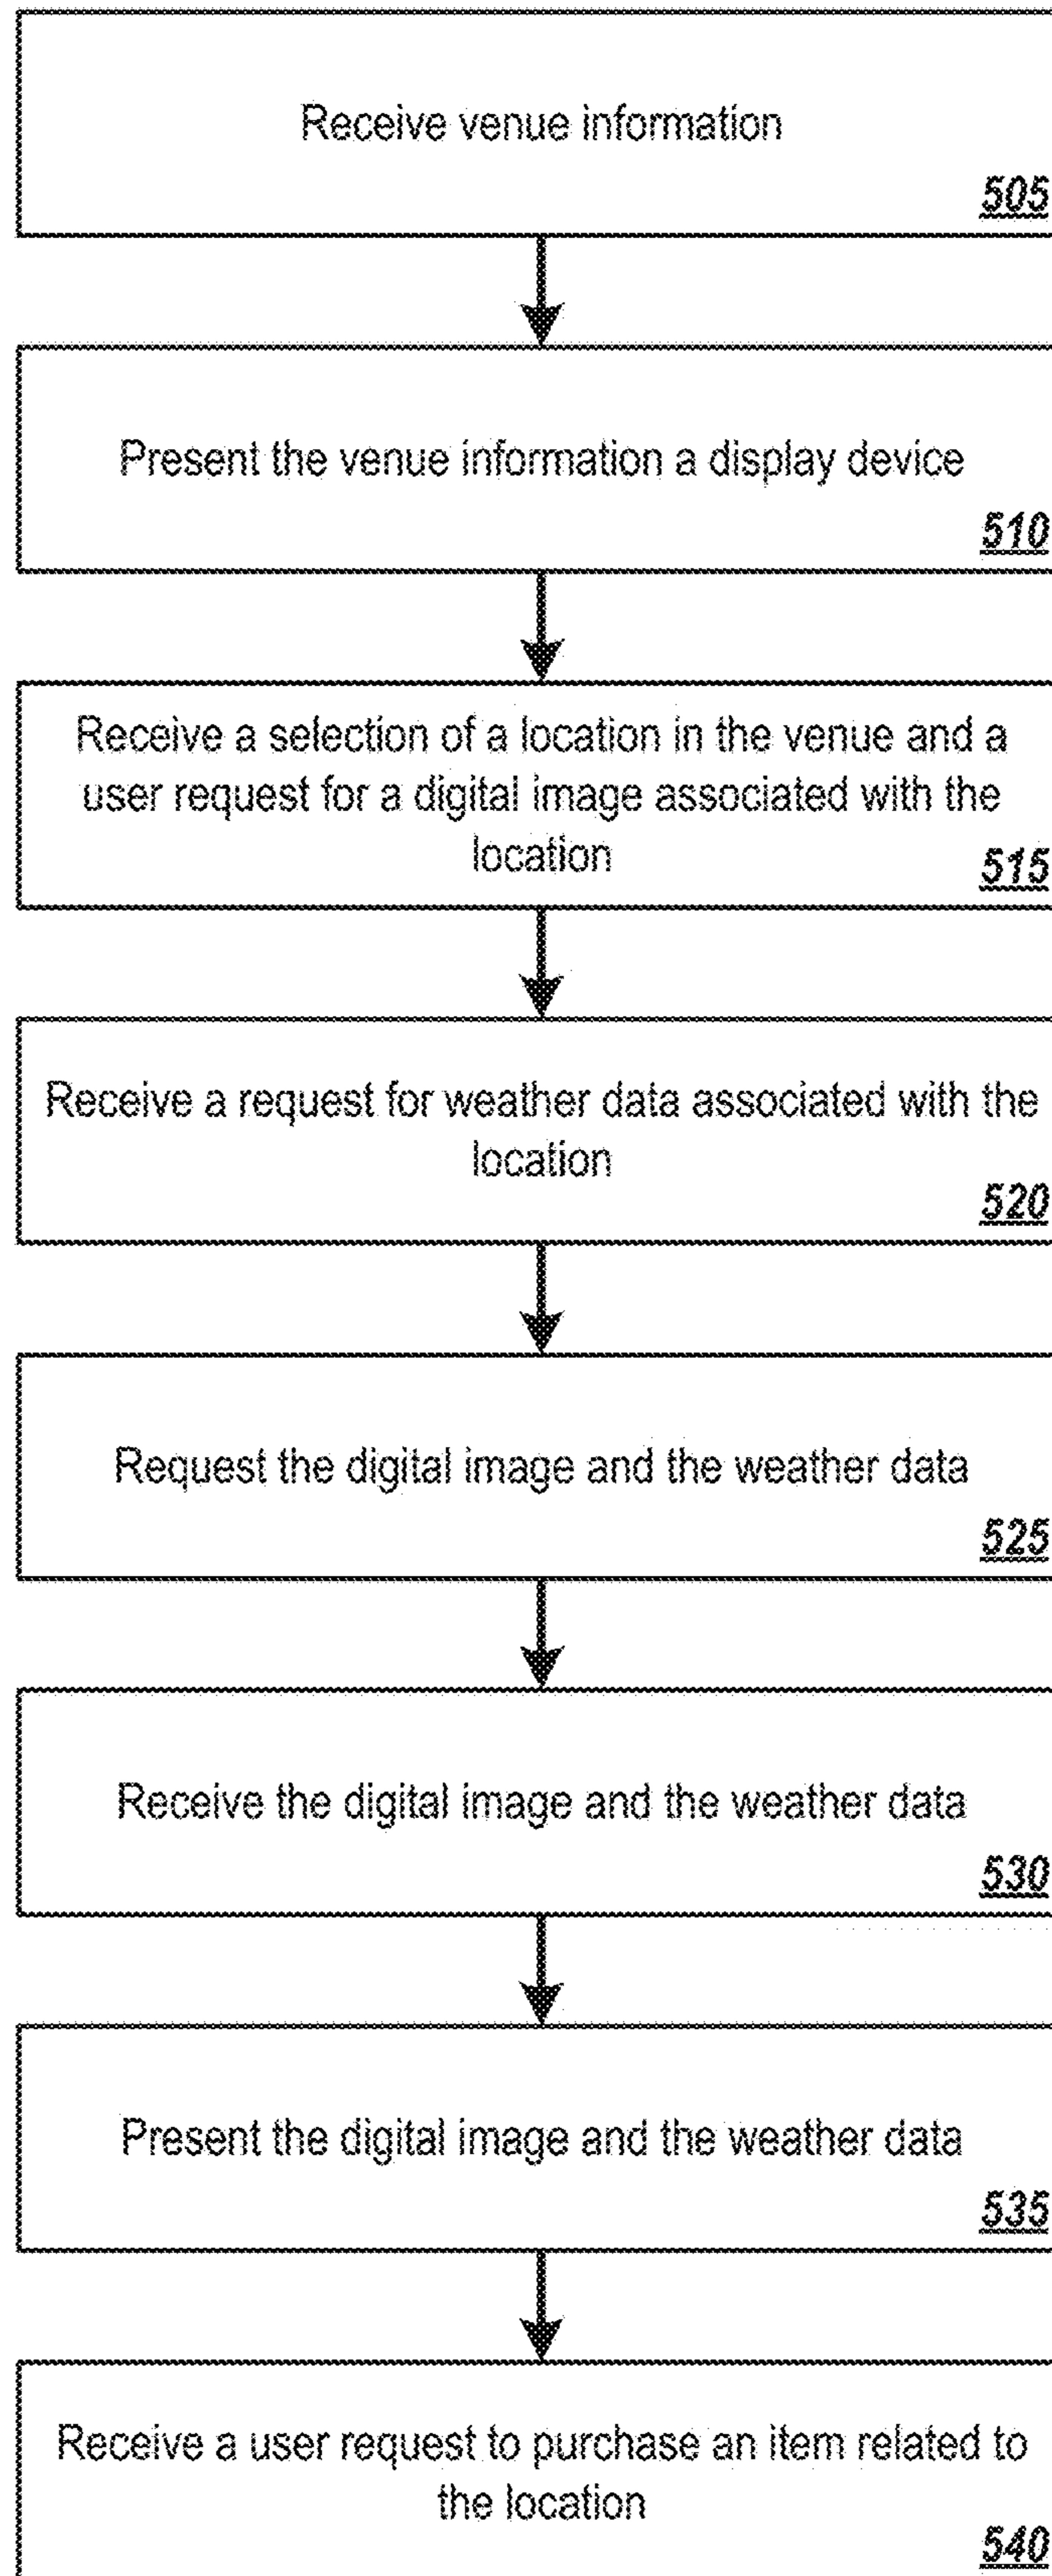 Receive venue information
505
Present the venue information a display device
510
Receive a selection of a location in the venue and a
user request for a digital image associated with the
location
515
Receive a request for weather data associated with the
location
520
Request the digital image and the weather data
525
Receive the digital image and the weather data
530
Present the digital image and the weather data
535
Receive a user request to purchase an item related to
the location
540